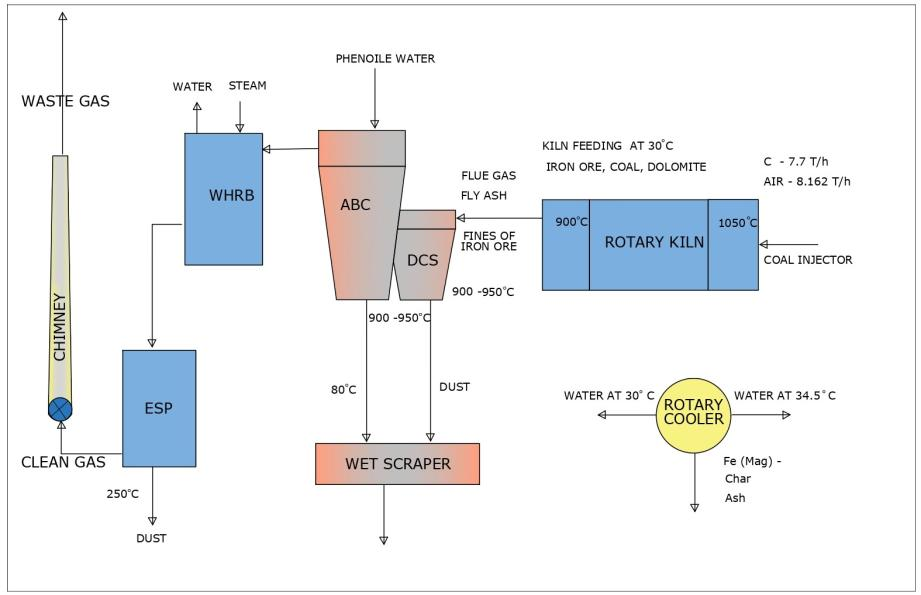 PHENOILE WATER
WATER
STEAM
WASTE GAS
KILN FEEDING AT 30°C
IRON ORE, COAL, DOLOMITE
C - 7.7 T/h
AIR - 8.162 T/h
FLUE GAS
FLY ASH
WHRB
ABC
900°C
ROTARY KILN
1050°C
FINES OF
IRON ORE
DCS
COAL INJECTOR
900 -950°C
900 -950°C
CHIMNEY
80°C
DUST
ESP
WATER AT 30° C
ROTARY
COOLER
WATER AT 34.5°C
CLEAN GAS
WET SCRAPER
Fe (Mag) -
Char
Ash
250°C
DUST